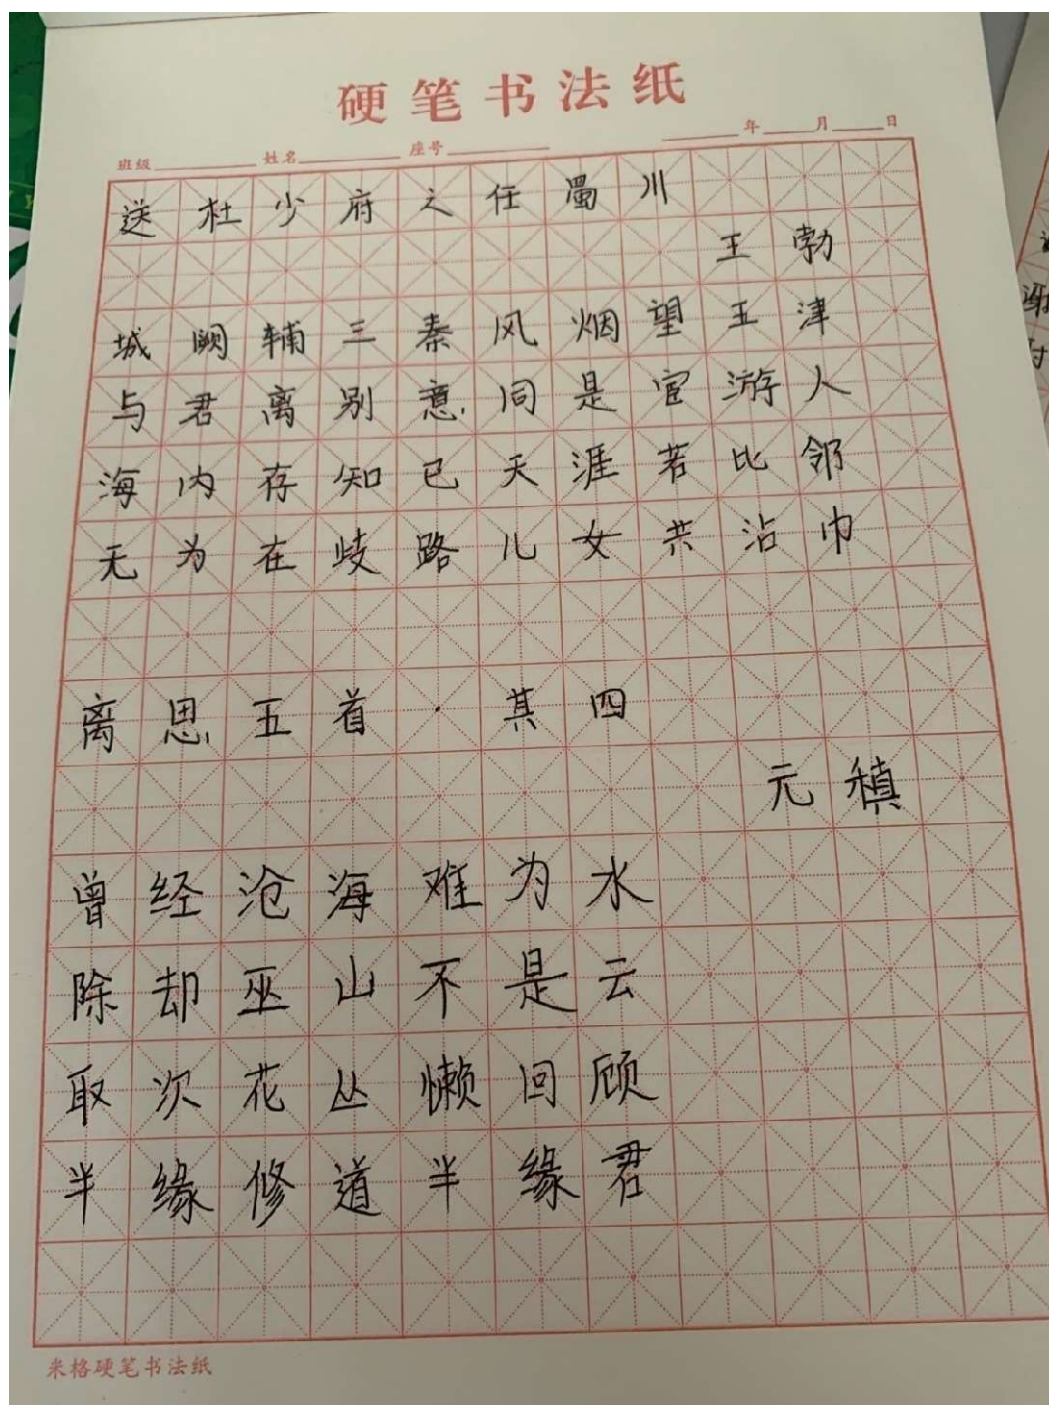 硬笔书法纸
班级 姓名 座号 年 月 日
送杜少府之任蜀川
王勃
城阙辅三秦风烟望五津
与君离别意同是宦游人
海内存知己天涯若比邻
无为在歧路儿女共沾巾
离思五首·其四
元稹
曾经沧海难为水
除却巫山不是云
取次花丛懒回顾
半缘修道半缘君
米格硬笔书法纸